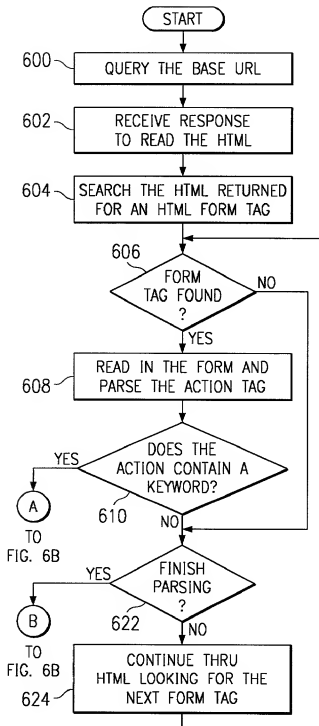 START
600
QUERY THE BASE URL
602
RECEIVE RESPONSE
TO READ THE HTML
604
SEARCH THE HTML RETURNED
FOR AN HTML FORM TAG
606
FORM
TAG FOUND
?
NO
YES
608
READ IN THE FORM AND
PARSE THE ACTION TAG
YES
DOES THE
ACTION CONTAIN A
KEYWORD?
610
A
TO
FIG. 6B
NO
YES
FINISH
PARSING
?
622
B
TO
FIG. 6B
NO
624
CONTINUE THRU
HTML LOOKING FOR THE
NEXT FORM TAG